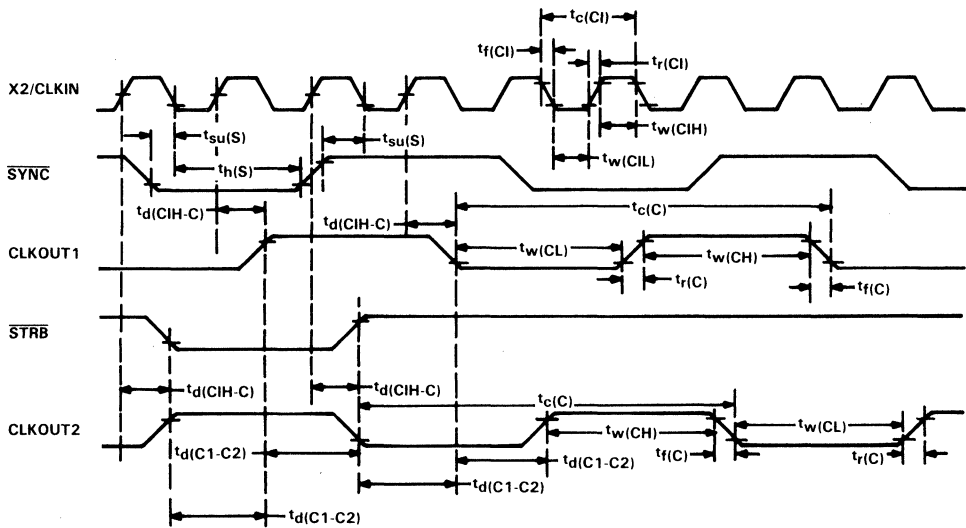 tc(CI)
tf(CI) tr(CI)
X2/CLKIN
tsu(S) tsu(S) tw(CIH)
th(S) tw(CIL)
SYNC
td(CIH-C) td(CIH-C) tc(C)
CLKOUT1 tw(CL) tw(CH)
tr(C) tf(C)
STRB
td(CIH-C) td(CIH-C) tc(C)
CLKOUT2 tw(CH) tw(CL)
td(C1-C2) td(C1-C2) tf(C) tr(C)
td(C1-C2)
td(C1-C2)